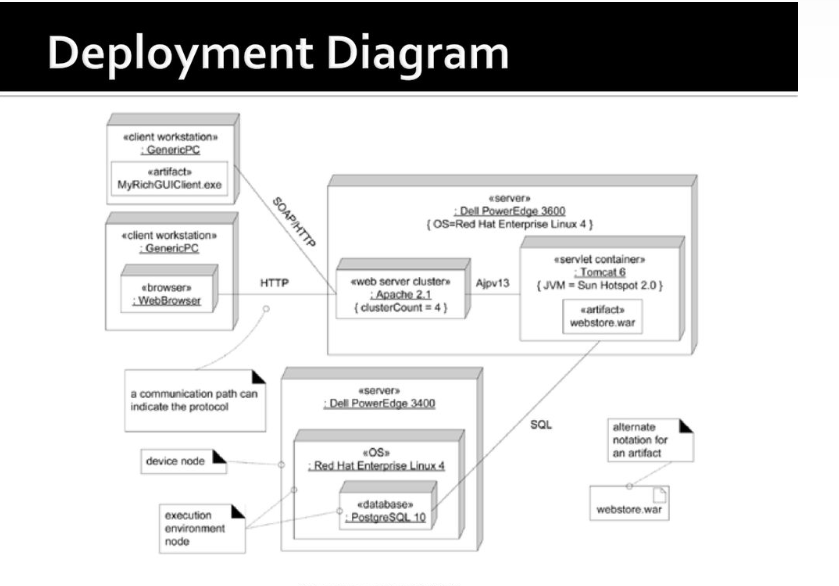 Deployment Diagram
«client workstation»
: GenericPC
«artifact»
MyRichGUIClient.exe
«client workstation»
: GenericPC
«browser»
: WebBrowser
SOAP/HTTP
HTTP
«server»
: Dell PowerEdge 3600
{ OS=Red Hat Enterprise Linux 4 }
«web server cluster»
: Apache 2.1
{ clusterCount = 4 }
Ajpv13
«servlet container»
: Tomcat 6
{ JVM = Sun Hotspot 2.0 }
«artifact»
webstore.war
a communication path can
indicate the protocol
«server»
: Dell PowerEdge 3400
«OS»
: Red Hat Enterprise Linux 4
«database»
: PostgreSQL 10
SQL
device node
execution
environment
node
alternate
notation for
an artifact
webstore.war